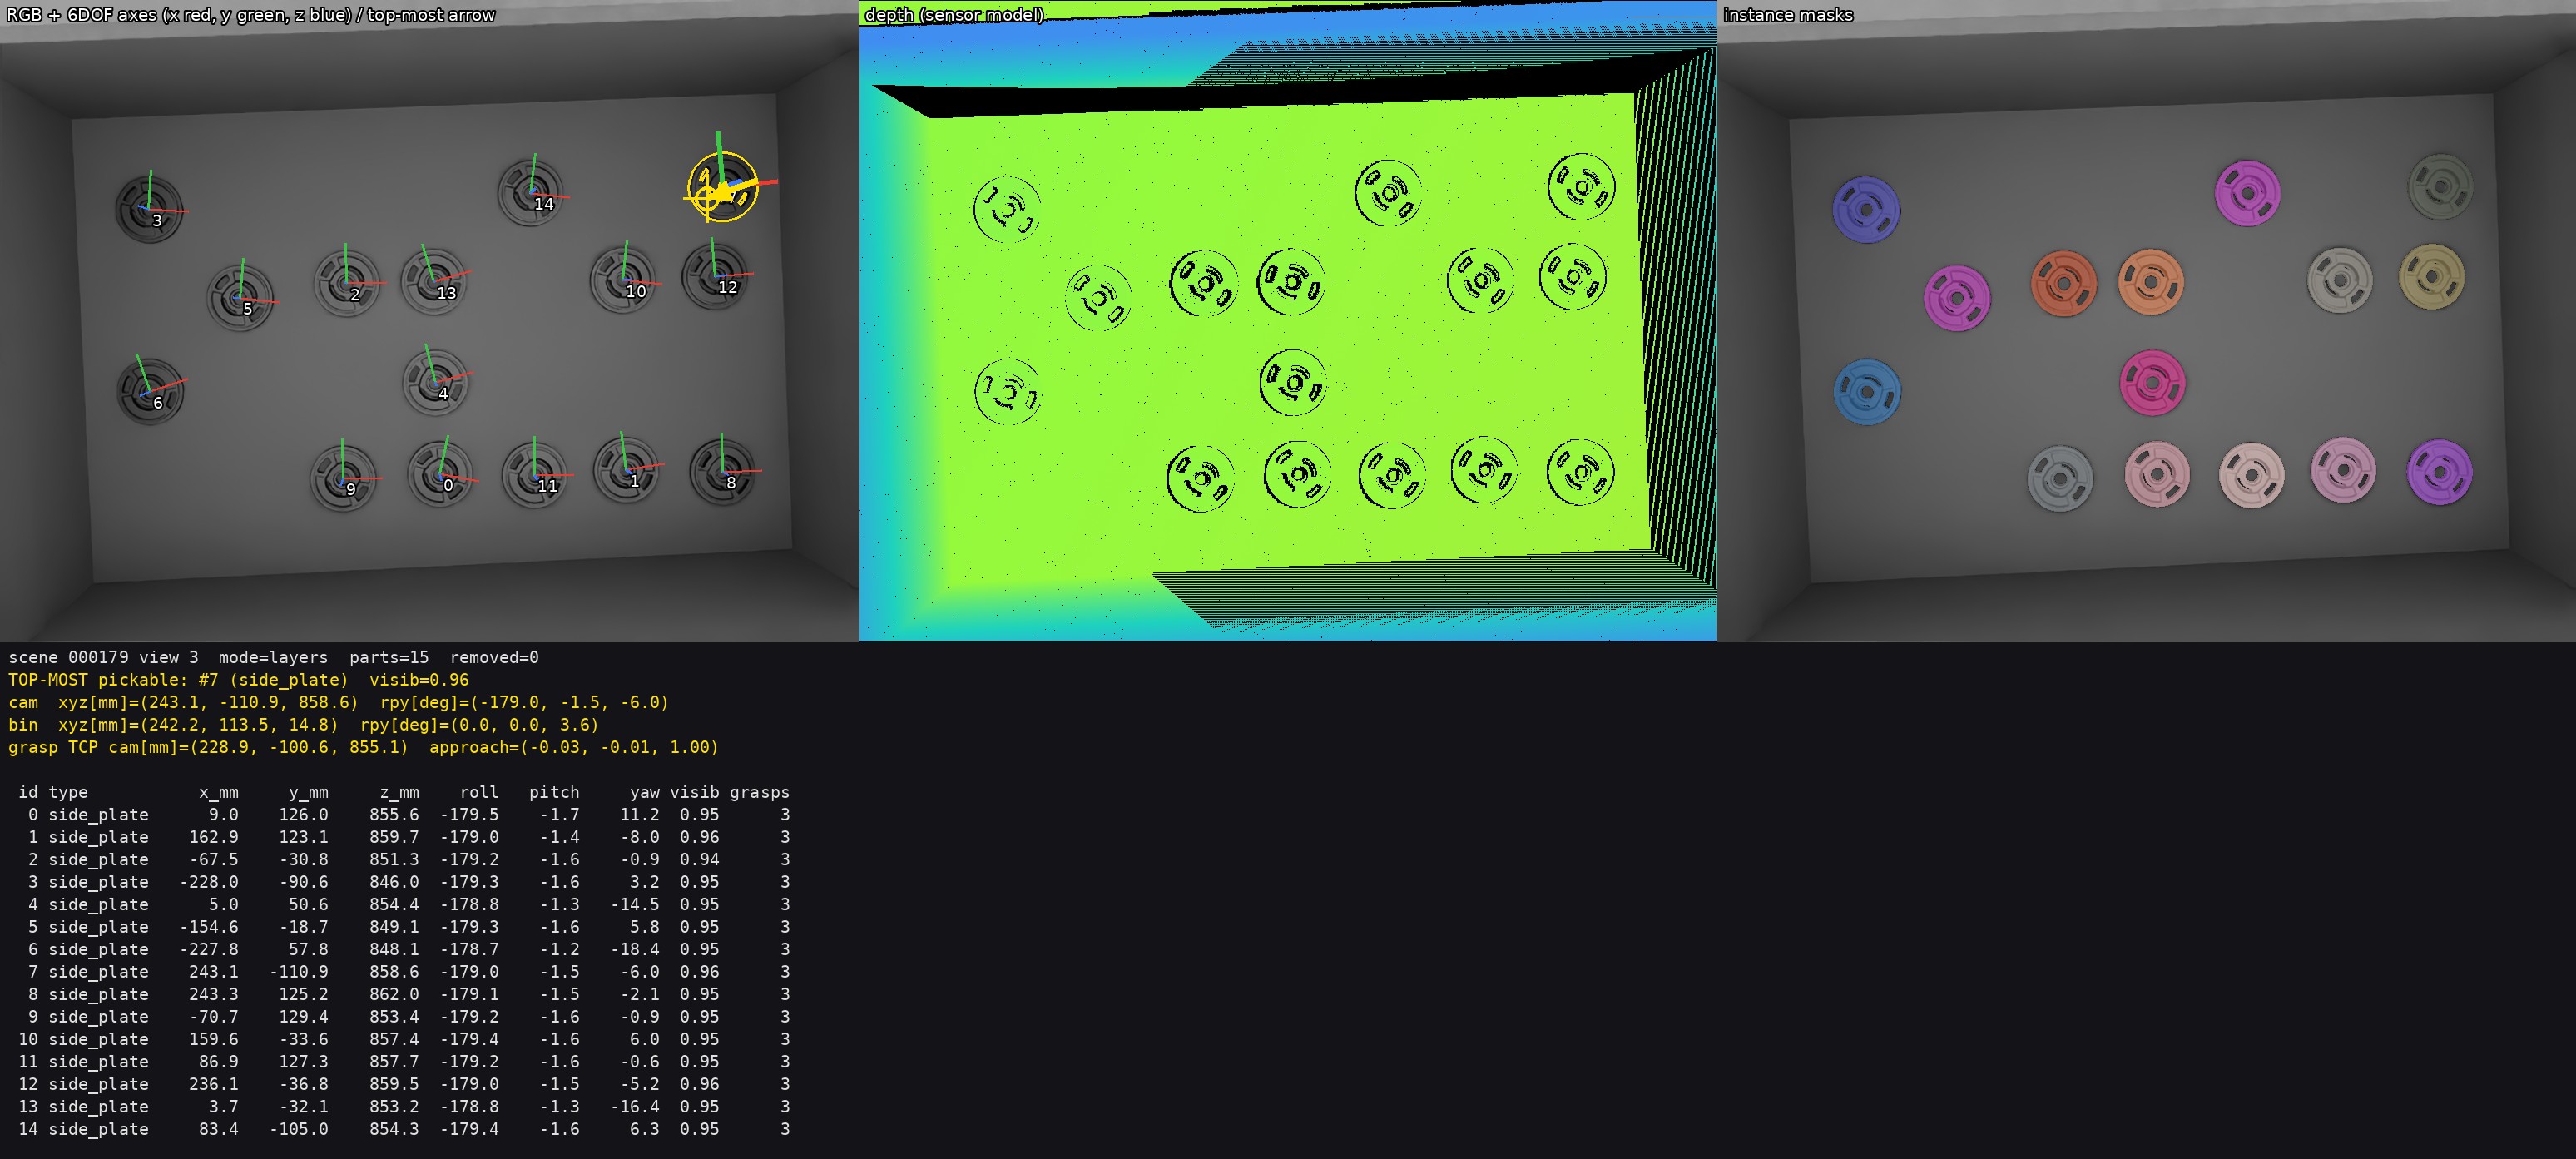 RGB + 6DOF axes (x red, y green, z blue) / top-most arrow
depth (sensor model)
instance masks
3
14
5
2
13
10
12
6
4
9
0
11
1
8
scene 000179 view 3  mode=layers  parts=15  removed=0
TOP-MOST pickable: #7 (side_plate)  visib=0.96
cam  xyz[mm]=(243.1, -110.9, 858.6)  rpy[deg]=(-179.0, -1.5, -6.0)
bin  xyz[mm]=(242.2, 113.5, 14.8)  rpy[deg]=(0.0, 0.0, 3.6)
grasp TCP cam[mm]=(228.9, -100.6, 855.1)  approach=(-0.03, -0.01, 1.00)
id type x_mm y_mm z_mm roll pitch yaw visib grasps
0 side_plate 9.0 126.0 855.6 -179.5 -1.7 11.2 0.95 3
1 side_plate 162.9 123.1 859.7 -179.0 -1.4 -8.0 0.96 3
2 side_plate -67.5 -30.8 851.3 -179.2 -1.6 -0.9 0.94 3
3 side_plate -228.0 -90.6 846.0 -179.3 -1.6 3.2 0.95 3
4 side_plate 5.0 50.6 854.4 -178.8 -1.3 -14.5 0.95 3
5 side_plate -154.6 -18.7 849.1 -179.3 -1.6 5.8 0.95 3
6 side_plate -227.8 57.8 848.1 -178.7 -1.2 -18.4 0.95 3
7 side_plate 243.1 -110.9 858.6 -179.0 -1.5 -6.0 0.96 3
8 side_plate 243.3 125.2 862.0 -179.1 -1.5 -2.1 0.95 3
9 side_plate -70.7 129.4 853.4 -179.2 -1.6 -0.9 0.95 3
10 side_plate 159.6 -33.6 857.4 -179.4 -1.6 6.0 0.95 3
11 side_plate 86.9 127.3 857.7 -179.2 -1.6 -0.6 0.95 3
12 side_plate 236.1 -36.8 859.5 -179.0 -1.5 -5.2 0.96 3
13 side_plate 3.7 -32.1 853.2 -178.8 -1.3 -16.4 0.95 3
14 side_plate 83.4 -105.0 854.3 -179.4 -1.6 6.3 0.95 3